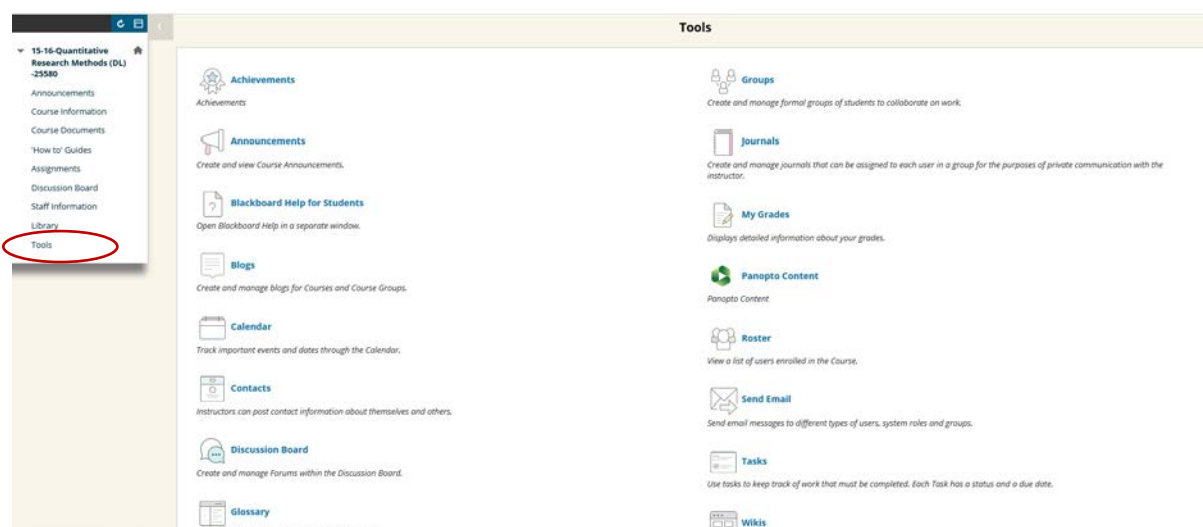 Tools
15-16-Quantitative
Research Methods (DL)
-25580
Announcements
Course Information
Course Documents
'How to' Guides
Assignments
Discussion Board
Staff Information
Library
Tools
Achievements
Achievements
Announcements
Create and view Course Announcements.
Blackboard Help for Students
Open Blackboard Help in a separate window.
Blogs
Create and manage blogs for Courses and Course Groups.
Calendar
Track important events and dates through the Calendar.
Contacts
Instructors can post contact information about themselves and others.
Discussion Board
Create and manage Forums within the Discussion Board.
Glossary
Groups
Create and manage formal groups of students to collaborate on work.
Journals
Create and manage journals that can be assigned to each user in a group for the purposes of private communication with the
instructor.
My Grades
Displays detailed information about your grades.
Panopto Content
Panopto Content
Roster
View a list of users enrolled in the Course.
Send Email
Send email messages to different types of users, system roles and groups.
Tasks
Use tasks to keep track of work that must be completed. Each Task has a status and a due date.
Wikis